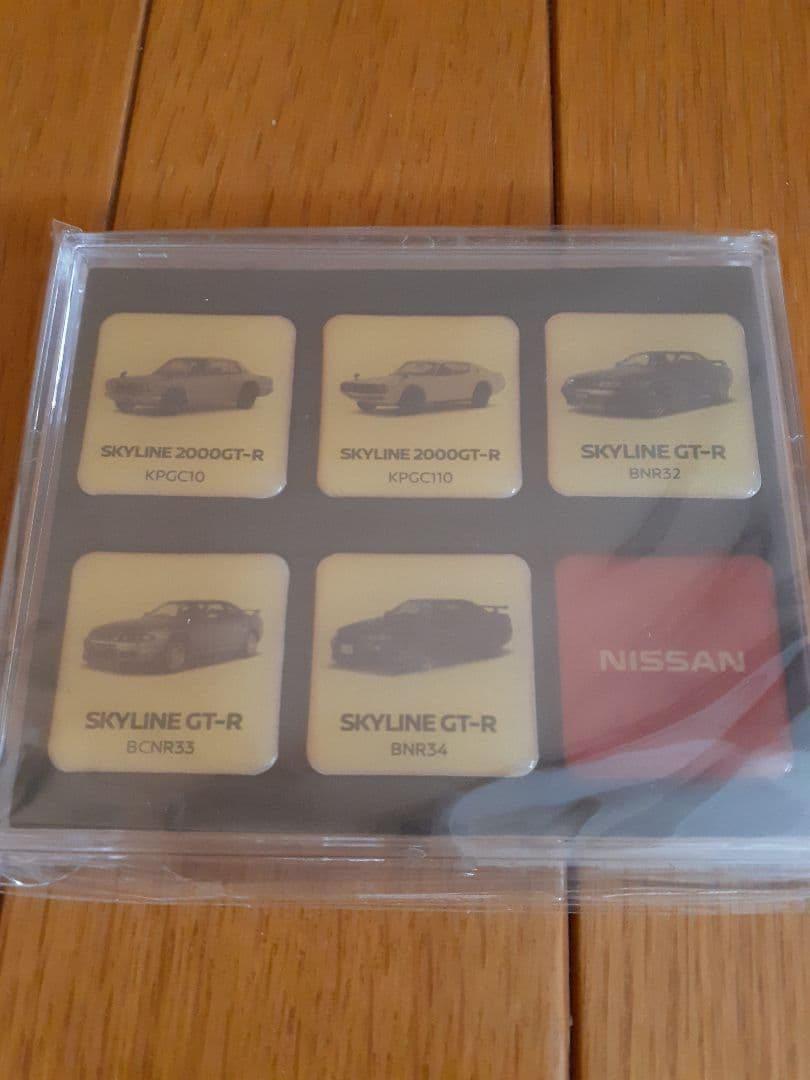 SKYLINE 2000GT-R
KPGC10
SKYLINE 2000GT-R
KPGC110
SKYLINE GT-R
BNR32
SKYLINE GT-R
BCNR33
SKYLINE GT-R
BNR34
NISSAN